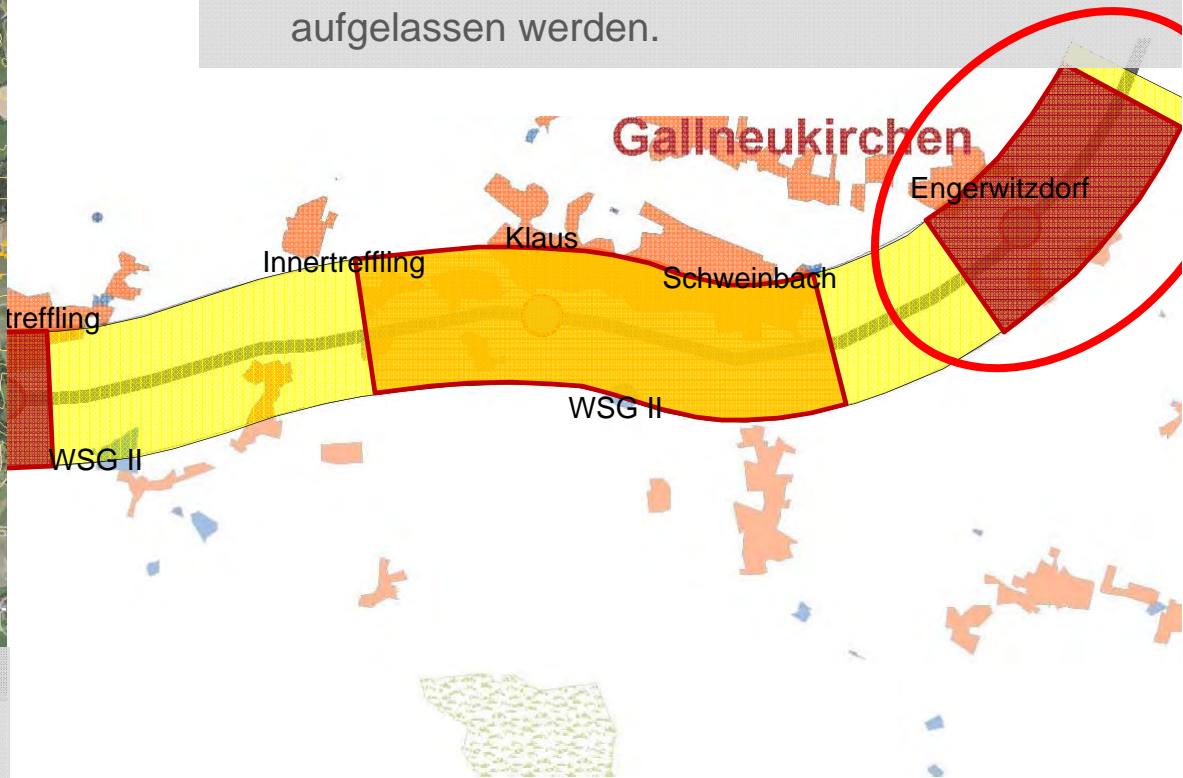 aufgelassen werden.
Gallneukirchen
Engerwitzdorf
Klaus
Innertreffling
Schweinbach
treffling
WSG II
WSG II